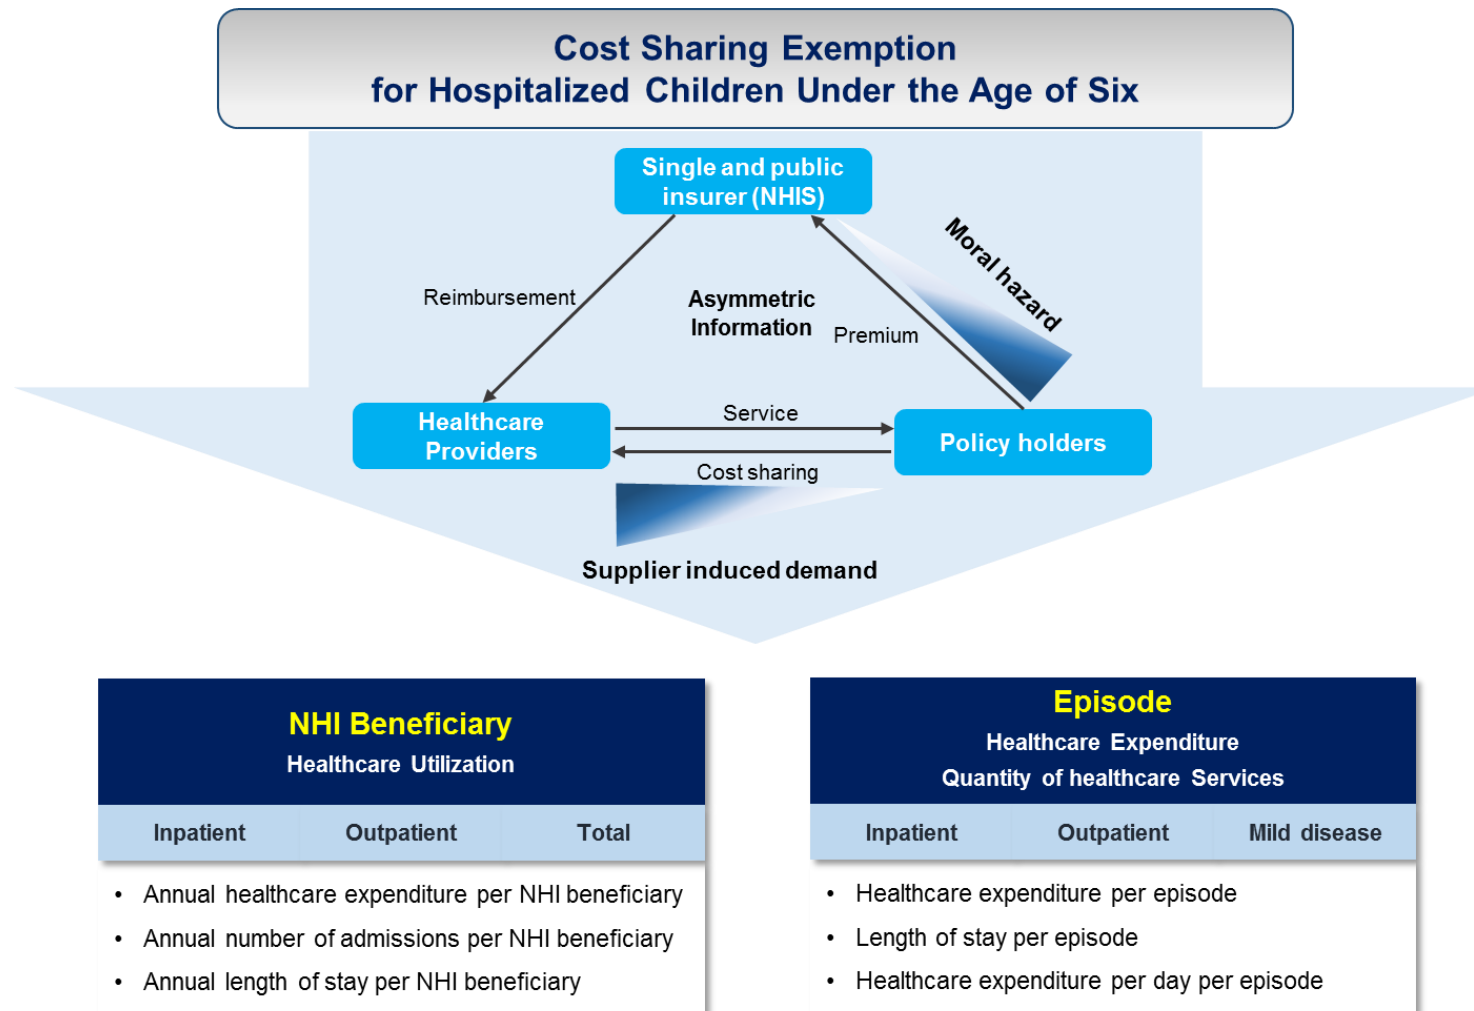 Cost Sharing Exemption
for Hospitalized Children Under the Age of Six
Single and public
insurer (NHIS)
Moral hazard
Reimbursement
Asymmetric
Information
Premium
Healthcare
Providers
Service
Policy holders
Cost sharing
Supplier induced demand
NHI Beneficiary
Healthcare Utilization
Inpatient Outpatient Total
• Annual healthcare expenditure per NHI beneficiary
• Annual number of admissions per NHI beneficiary
• Annual length of stay per NHI beneficiary
Episode
Healthcare Expenditure
Quantity of healthcare Services
Inpatient Outpatient Mild disease
• Healthcare expenditure per episode
• Length of stay per episode
• Healthcare expenditure per day per episode